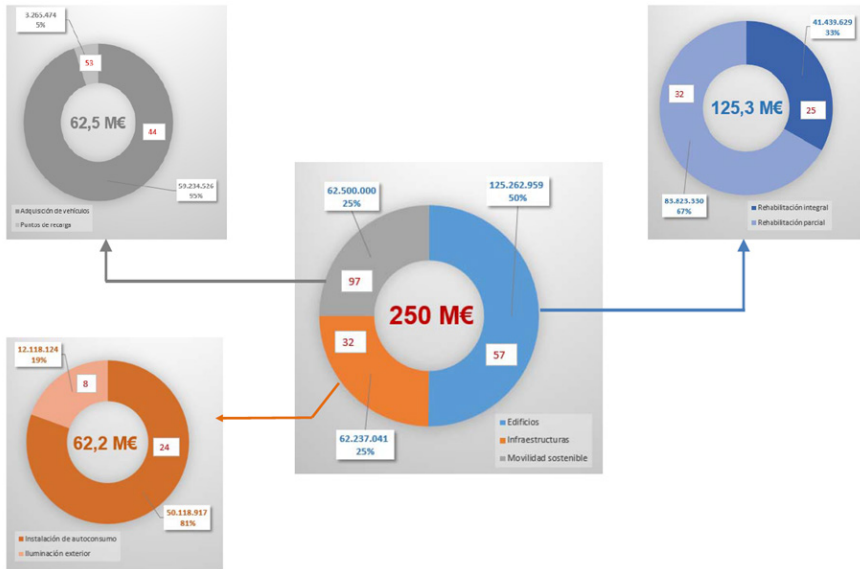 3.265.474
5%
53
62,5 M€
44
59.234.526
95%
Adquisición de vehículos
Puntos de recarga
41.439.629
33%
32
125,3 M€
25
83.823.330
67%
Rehabilitación integral
Rehabilitación parcial
62.500.000
25%
125.262.959
50%
97
250 M€
32
57
62.237.041
25%
Edificios
Infraestructuras
Movilidad sostenible
12.118.124
19%
8
62,2 M€
24
50.118.917
81%
Instalación de autoconsumo
Iluminación exterior